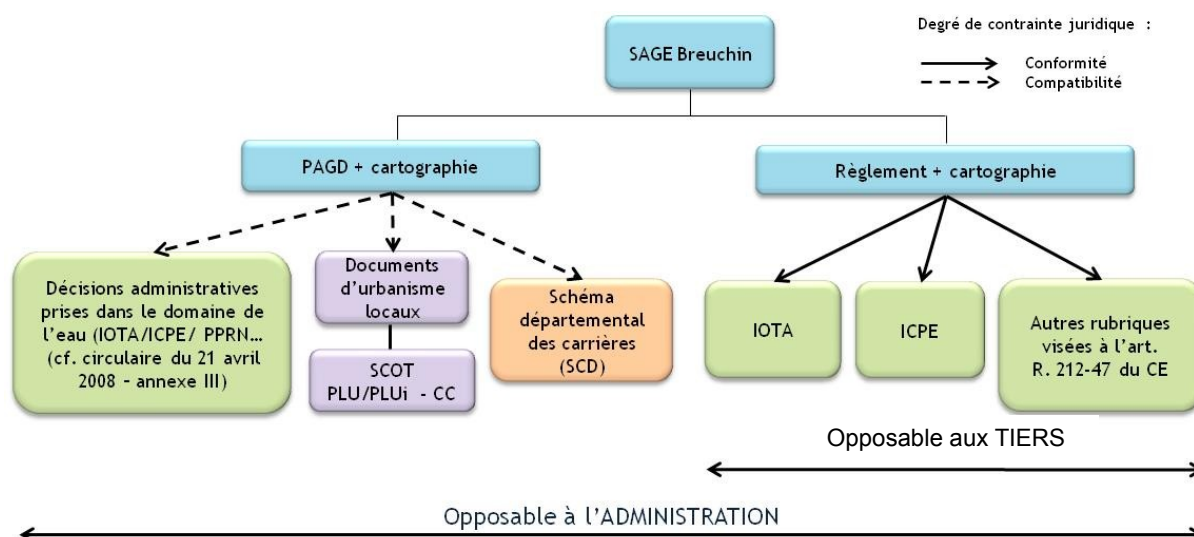 SAGE Breuchin
Degré de contrainte juridique :
Conformité
Compatibilité
PAGD + cartographie
Règlement + cartographie
Décisions administratives
prises dans le domaine de
l'eau (IOTA/ICPE/ PPRN...
(cf. circulaire du 21 avril
2008 - annexe III)
Documents
d'urbanisme
locaux
SCOT
PLU/PLUi - CC
Schéma
départemental
des carrières
(SCD)
IOTA
ICPE
Autres rubriques
visées à l'art.
R. 212-47 du CE
Opposable aux TIERS
Opposable à l'ADMINISTRATION